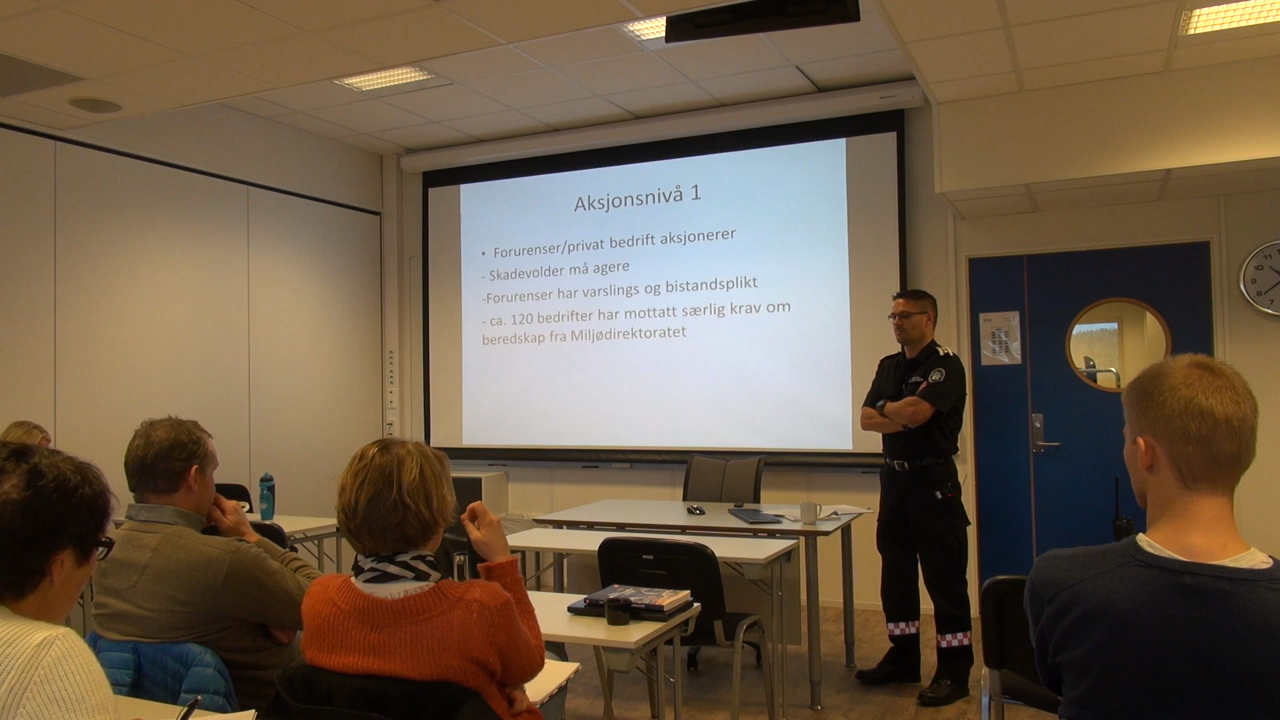 Aksjonsnivå 1
• Forurenser/privat bedrift aksjonerer
- Skadevolder må agere
-Forurenser har varslings og bistandsplikt
- ca. 120 bedrifter har mottatt særlig krav om
beredskap fra Miljødirektoratet